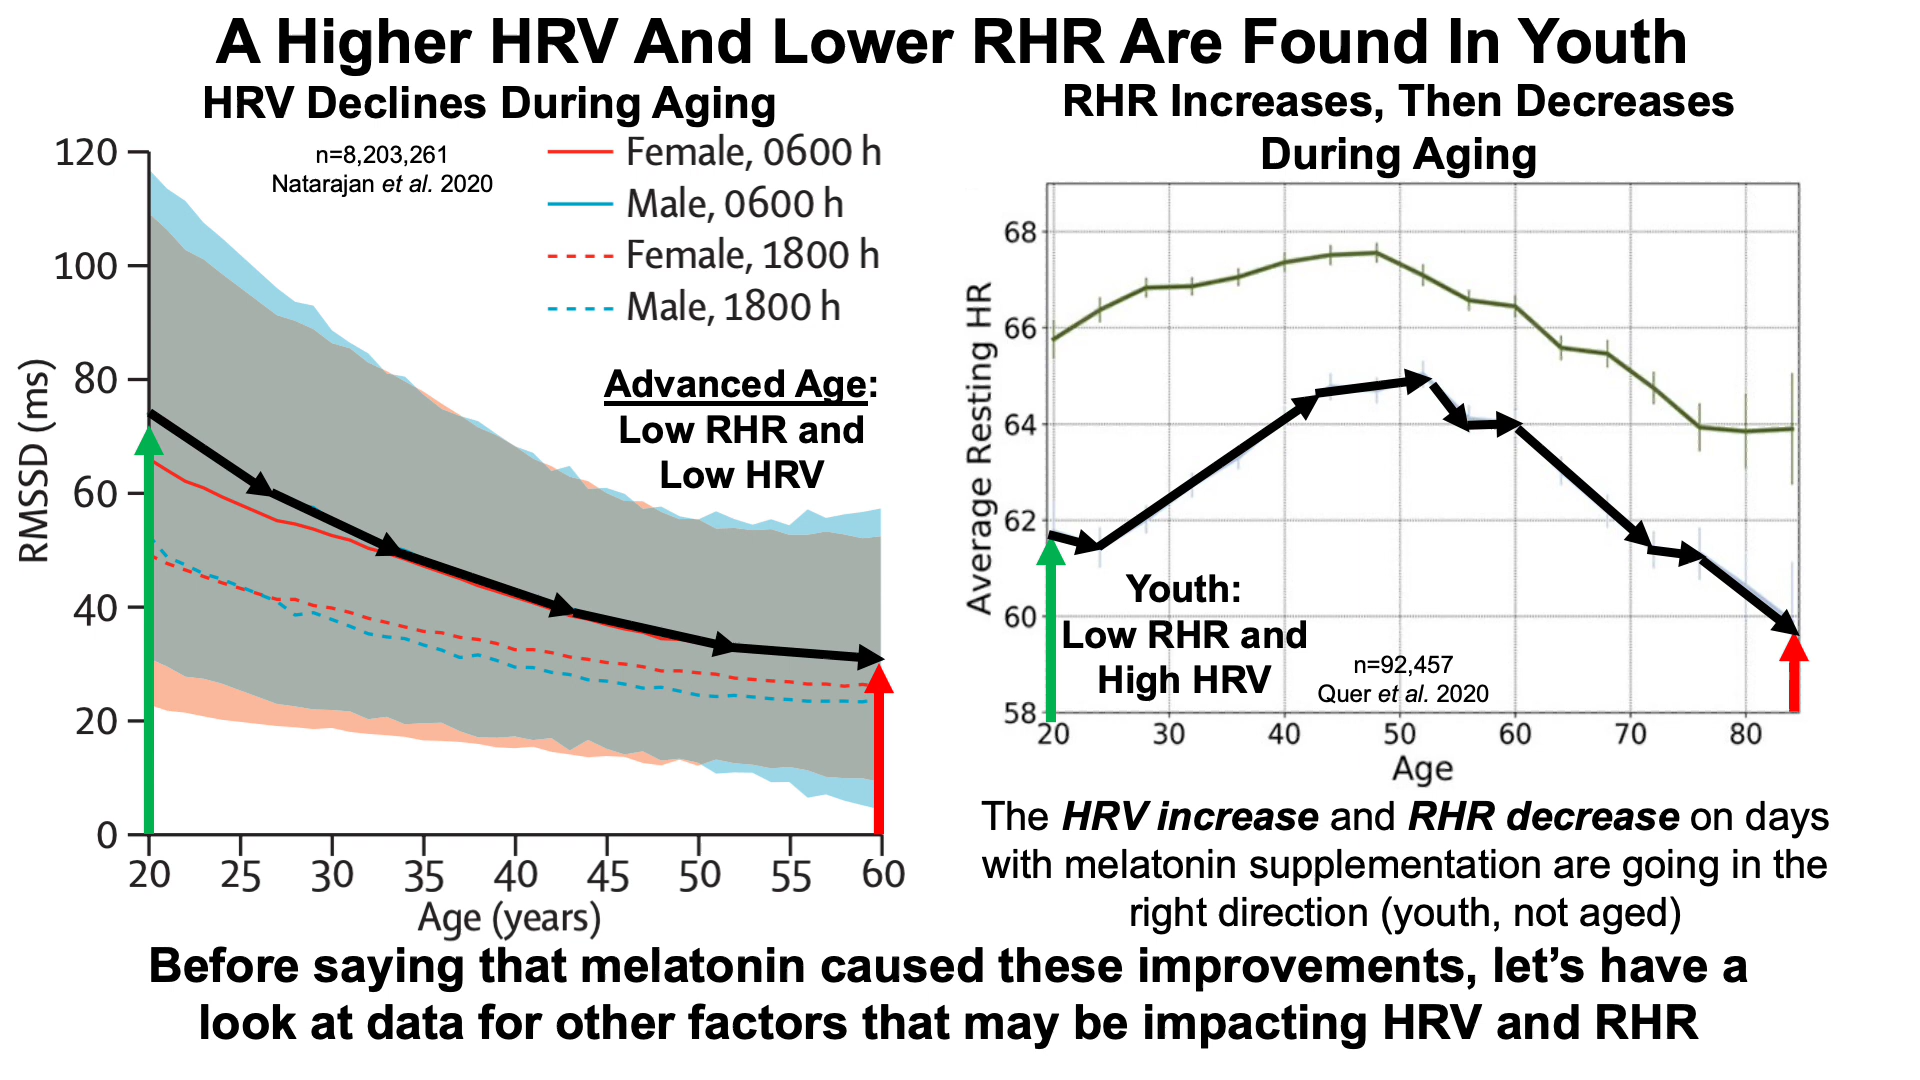 A Higher HRV And Lower RHR Are Found In Youth
HRV Declines During Aging
n=8,203,261
Natarajan et al. 2020
Female, 0600 h
Male, 0600 h
Female, 1800 h
Male, 1800 h
Advanced Age:
Low RHR and
Low HRV
RMSSD (ms)
120
100
80
60
40
20
0
20 25 30 35 40 45 50 55 60
Age (years)
RHR Increases, Then Decreases
During Aging
Average Resting HR
68
66
64
62
60
58
Youth:
Low RHR and
High HRV
n=92,457
Quer et al. 2020
20 30 40 50 60 70 80
Age
The HRV increase and RHR decrease on days
with melatonin supplementation are going in the
right direction (youth, not aged)
Before saying that melatonin caused these improvements, let’s have a
look at data for other factors that may be impacting HRV and RHR